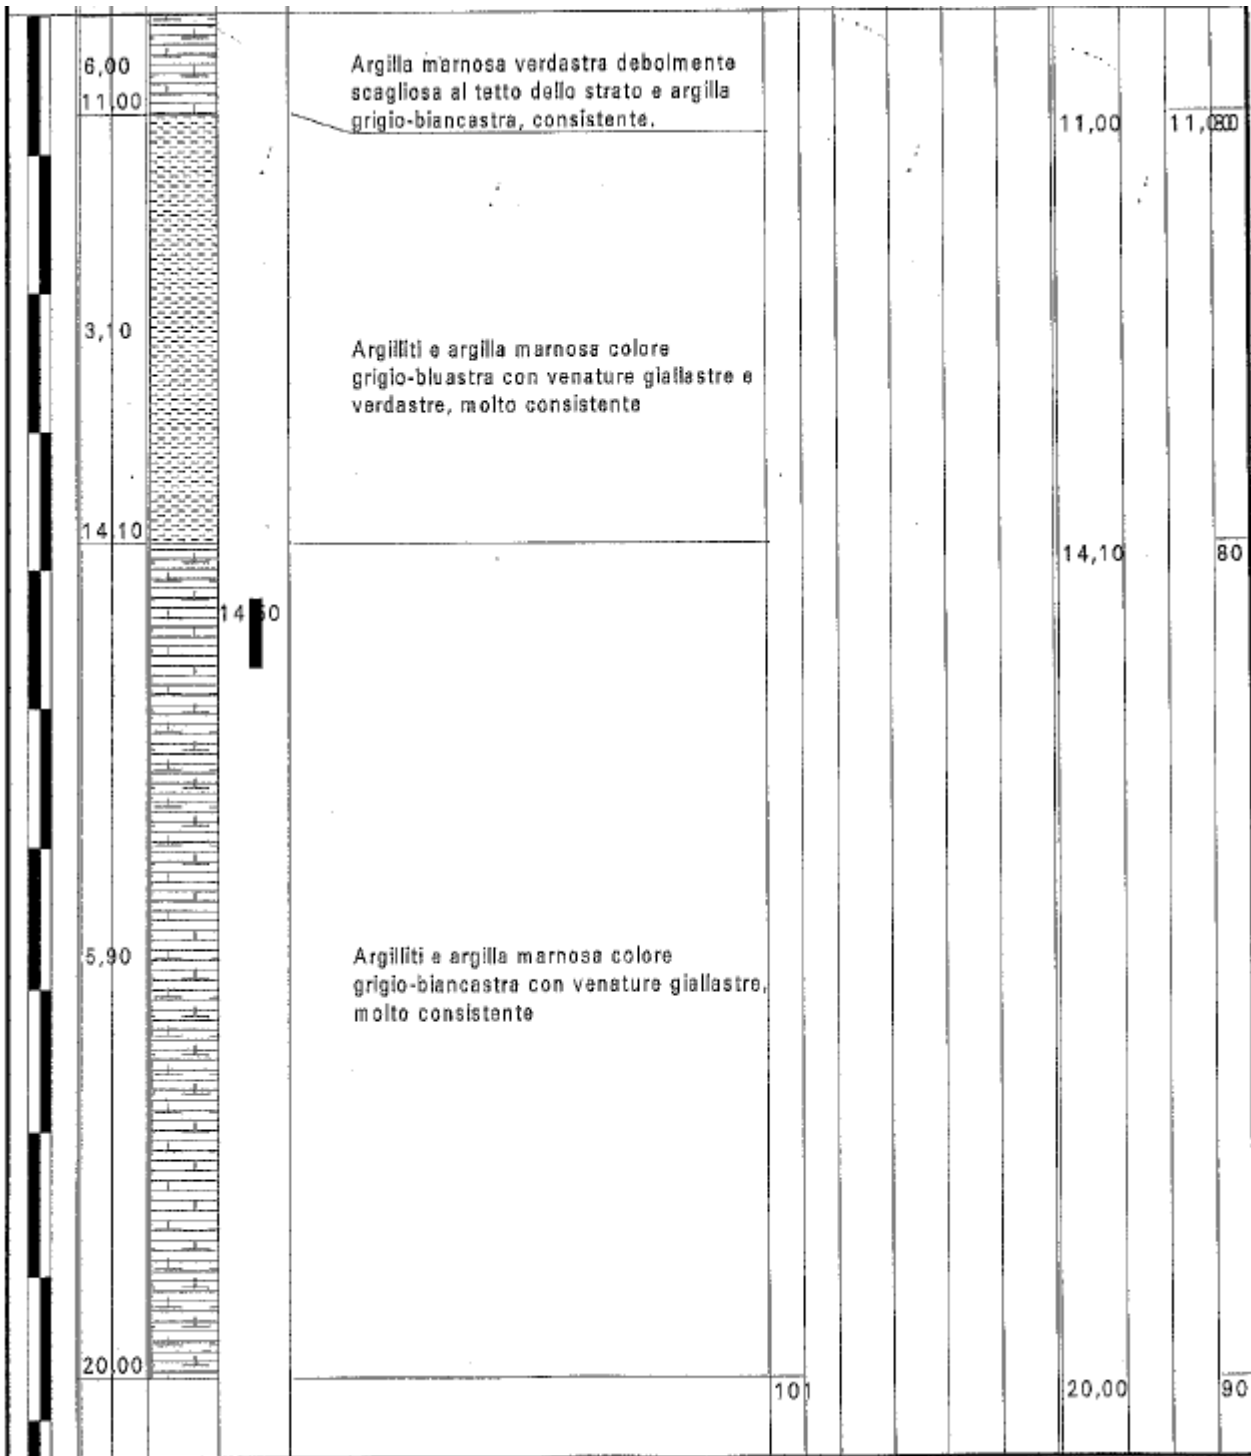 6,00
11,00
Argilla marnosa verdastra debolmente
scagliosa al tetto dello strato e argilla
grigio-biancastra, consistente.
11,00
3,10
Argilliti e argilla marnosa colore
grigio-bluastra con venature giallastre e
verdastre, molto consistente
14,10
14,10
80
5,90
Argilliti e argilla marnosa colore
grigio-biancastra con venature giallastre,
molto consistente
20,00
101
20,00
90